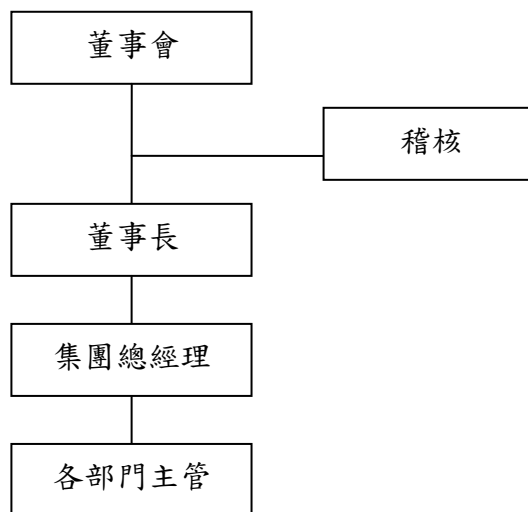 董事會
稽核
董事長
集團總經理
各部門主管